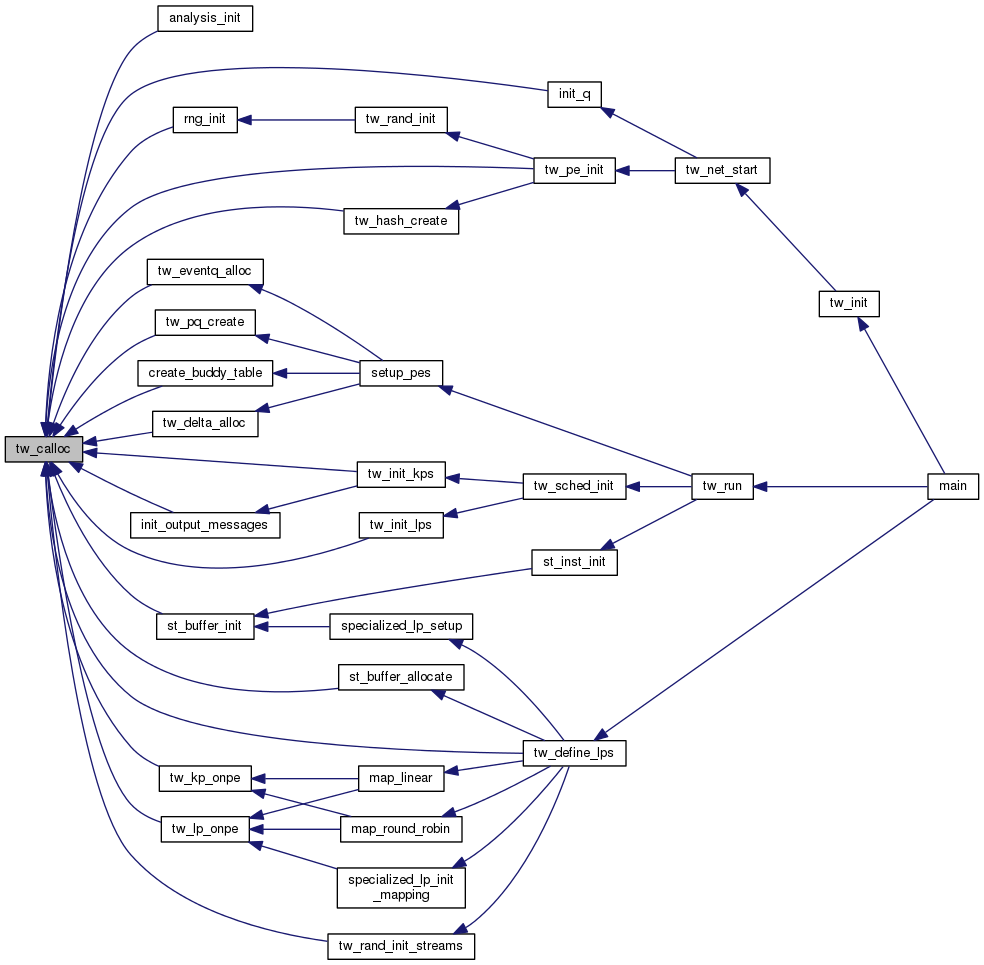 analysis_init
init_q
rng_init
tw_rand_init
tw_pe_init
tw_net_start
tw_hash_create
tw_eventq_alloc
tw_init
tw_pq_create
create_buddy_table
setup_pes
tw_delta_alloc
tw_calloc
tw_init_kps
tw_sched_init
tw_run
main
init_output_messages
tw_init_lps
st_inst_init
st_buffer_init
specialized_lp_setup
st_buffer_allocate
tw_define_lps
tw_kp_onpe
map_linear
tw_lp_onpe
map_round_robin
specialized_lp_init
_mapping
tw_rand_init_streams